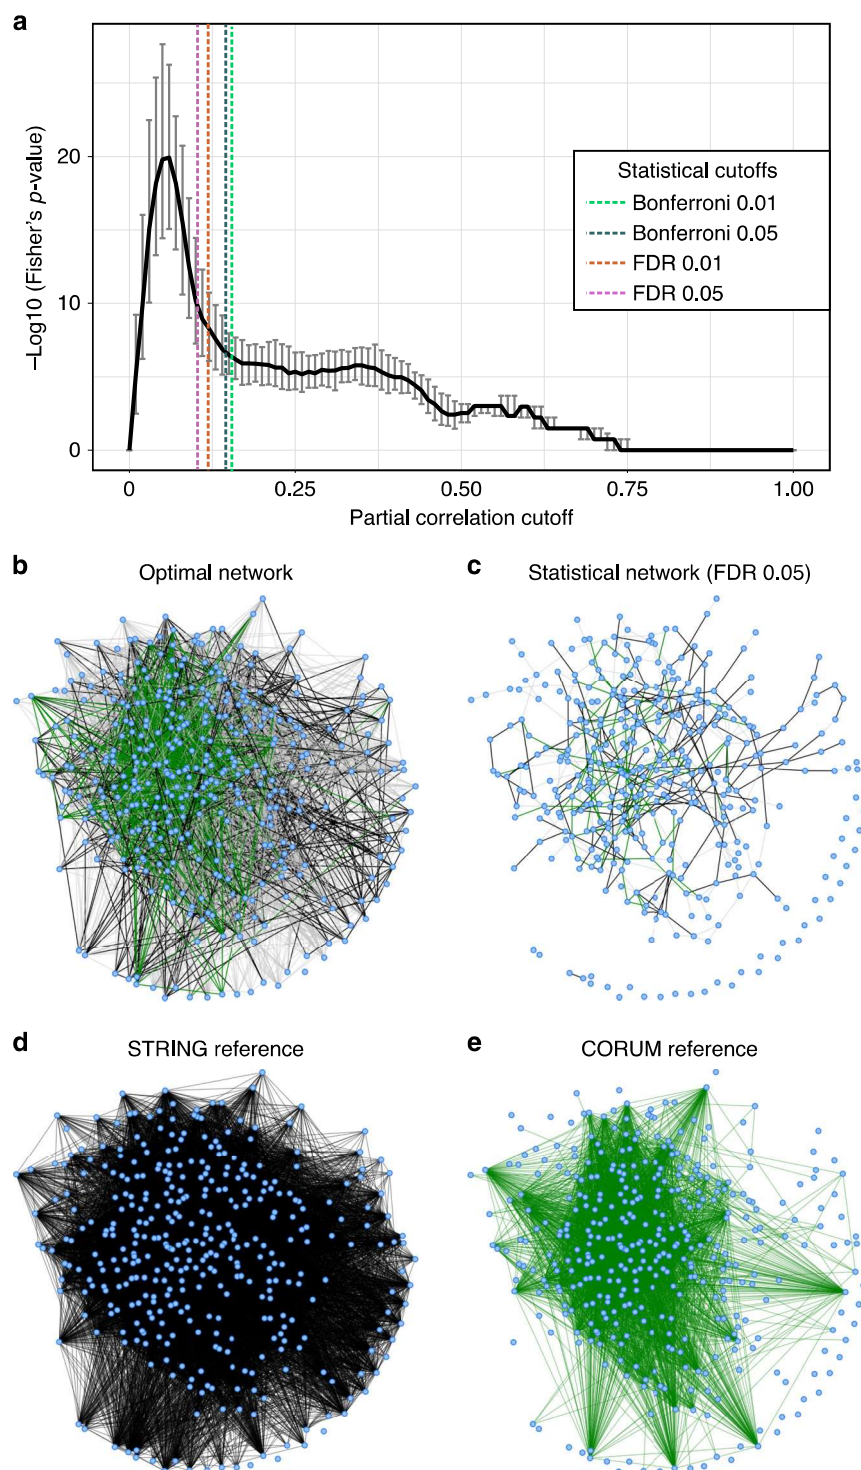 a
–Log10 (Fisher’s p-value)
20
10
0
Statistical cutoffs
Bonferroni 0.01
Bonferroni 0.05
FDR 0.01
FDR 0.05
0 0.25 0.50 0.75 1.00
Partial correlation cutoff
b Optimal network
c Statistical network (FDR 0.05)
d STRING reference
e CORUM reference